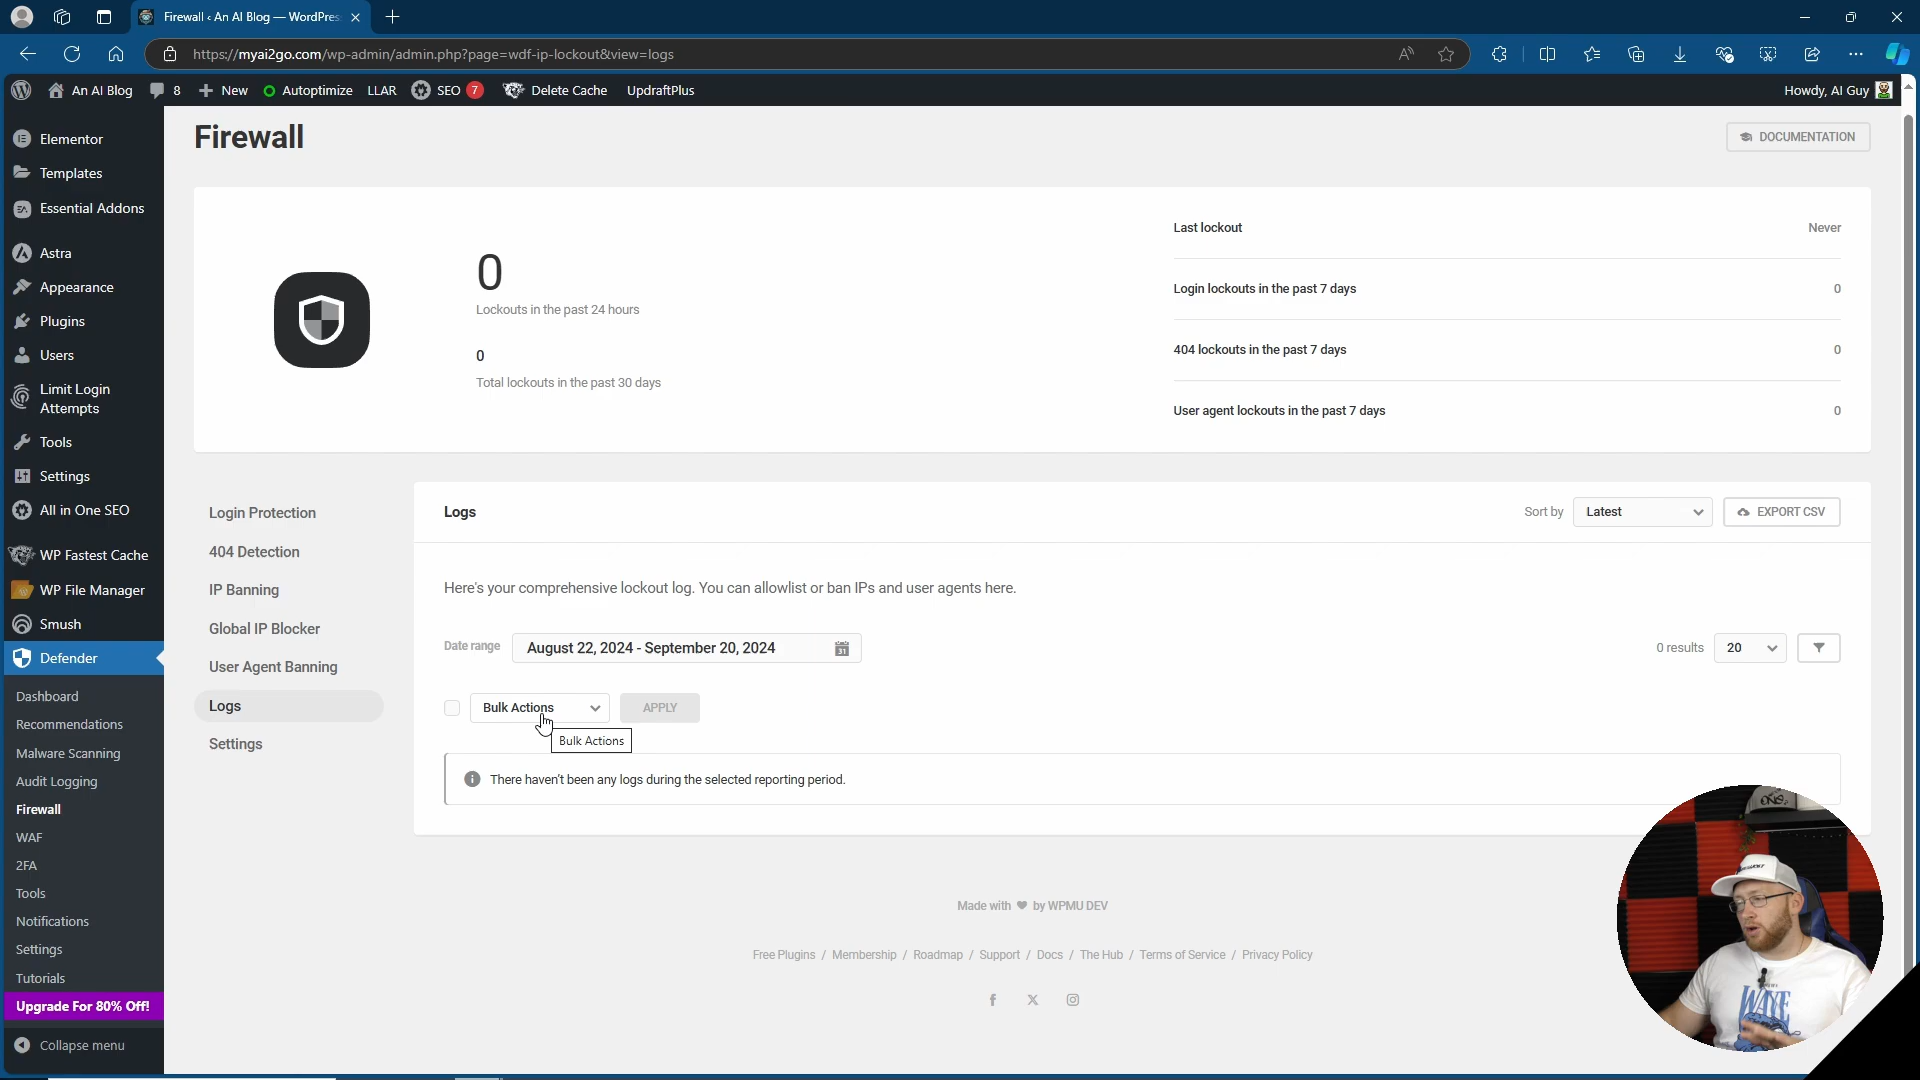 Firewall ‹ An AI Blog — WordPres
https://myai2go.com/wp-admin/admin.php?page=wdf-ip-lockout&view=logs
An AI Blog
8
New
Autoptimize
LLAR
SEO 7
Delete Cache
UpdraftPlus
Howdy, AI Guy
Elementor
Templates
Essential Addons
Astra
Appearance
Plugins
Users
Limit Login
Attempts
Tools
Settings
All in One SEO
WP Fastest Cache
WP File Manager
Smush
Defender
Dashboard
Recommendations
Malware Scanning
Audit Logging
Firewall
WAF
2FA
Tools
Notifications
Settings
Tutorials
Upgrade For 80% Off!
Collapse menu
Firewall
DOCUMENTATION
0
Lockouts in the past 24 hours
0
Total lockouts in the past 30 days
Last lockout Never
Login lockouts in the past 7 days 0
404 lockouts in the past 7 days 0
User agent lockouts in the past 7 days 0
Login Protection
404 Detection
IP Banning
Global IP Blocker
User Agent Banning
Logs
Settings
Logs
Sort by Latest
EXPORT CSV
Here's your comprehensive lockout log. You can allowlist or ban IPs and user agents here.
Date range August 22, 2024 - September 20, 2024
31
0 results 20
Bulk Actions
APPLY
Bulk Actions
There haven't been any logs during the selected reporting period.
Made with ♥ by WPMU DEV
Free Plugins / Membership / Roadmap / Support / Docs / The Hub / Terms of Service / Privacy Policy
WAVE